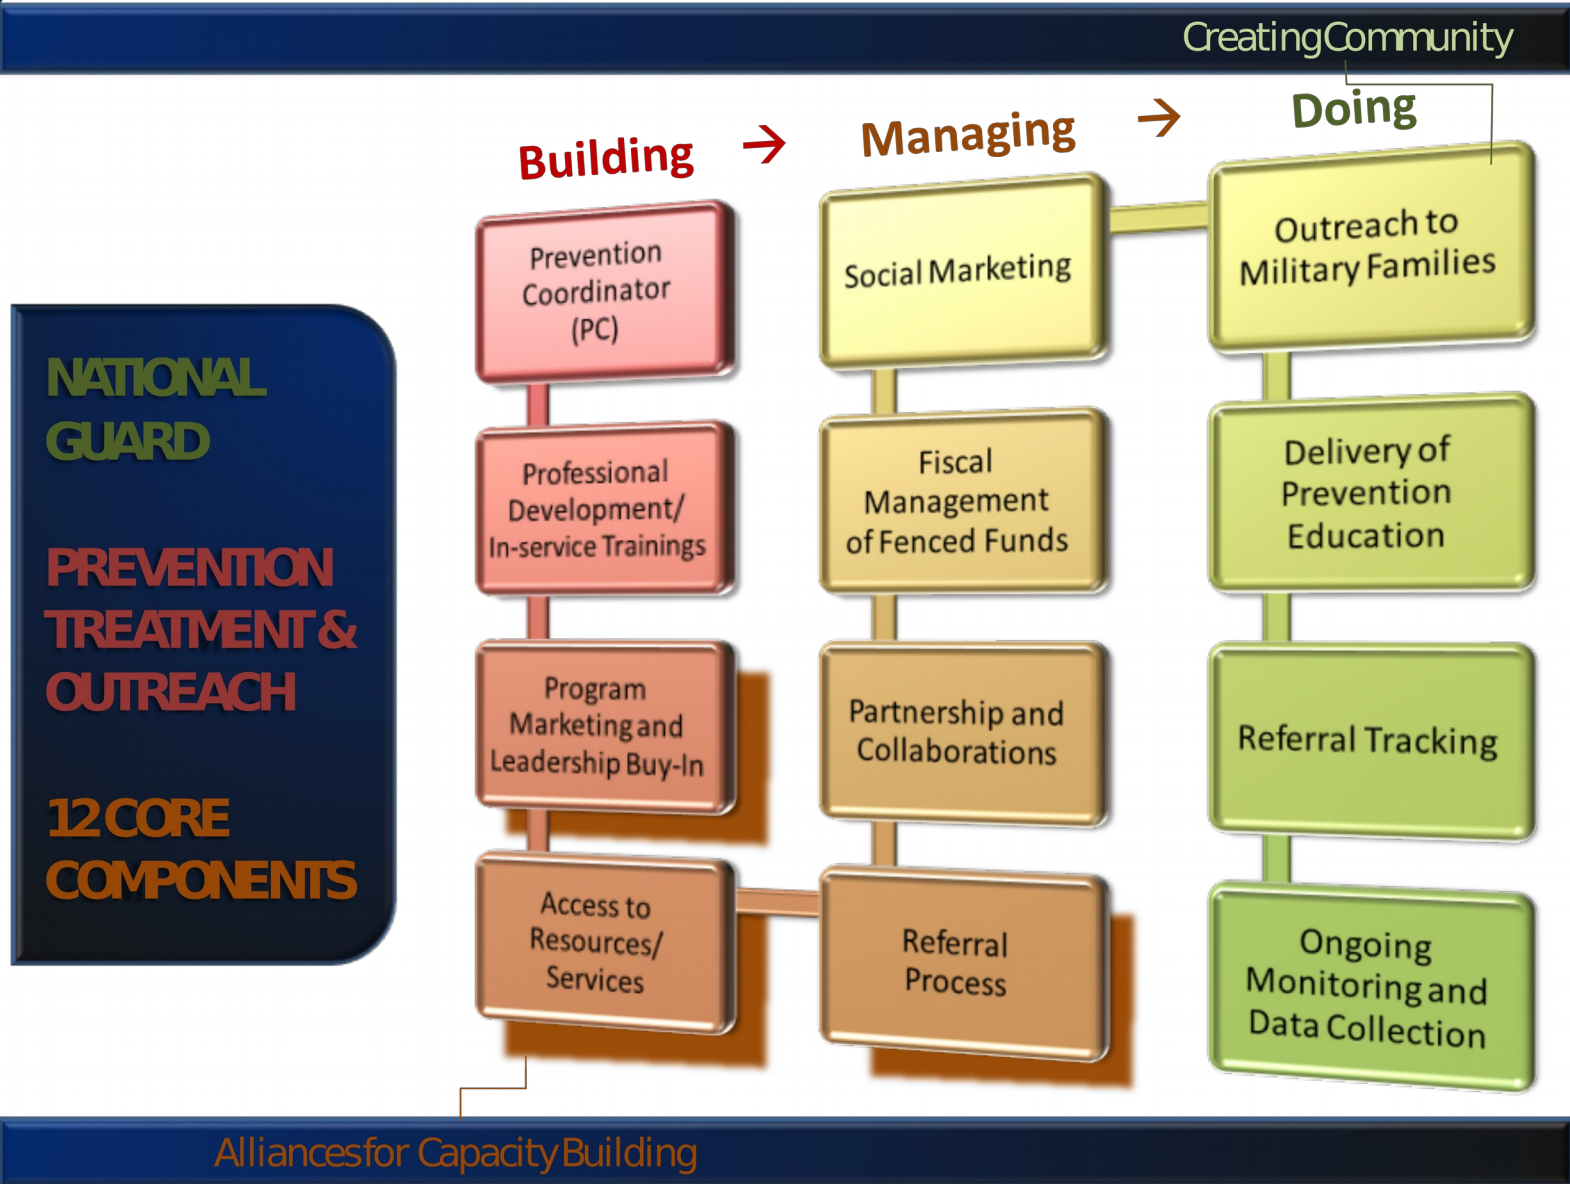 Creating Community
Building → Managing → Doing
NATIONAL
GUARD
PREVENTION
TREATMENT &
OUTREACH
12 CORE
COMPONENTS
Prevention
Coordinator
(PC)
Professional
Development/
In-service Trainings
Program
Marketing and
Leadership Buy-In
Access to
Resources/
Services
Social Marketing
Fiscal
Management
of Fenced Funds
Partnership and
Collaborations
Referral
Process
Outreach to
Military Families
Delivery of
Prevention
Education
Referral Tracking
Ongoing
Monitoring and
Data Collection
Alliances for Capacity Building